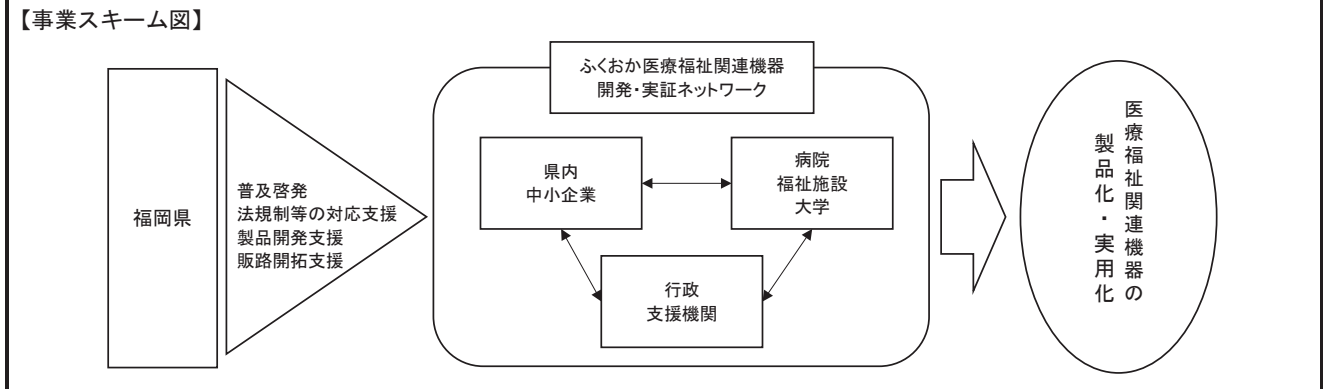 【事業スキーム図】
福岡県
普及啓発
法規制等の対応支援
製品開発支援
販路開拓支援
ふくおか医療福祉関連機器
開発・実証ネットワーク
県内
中小企業
病院
福祉施設
大学
行政
支援機関
医療福祉関連機器の
製品化・実用化